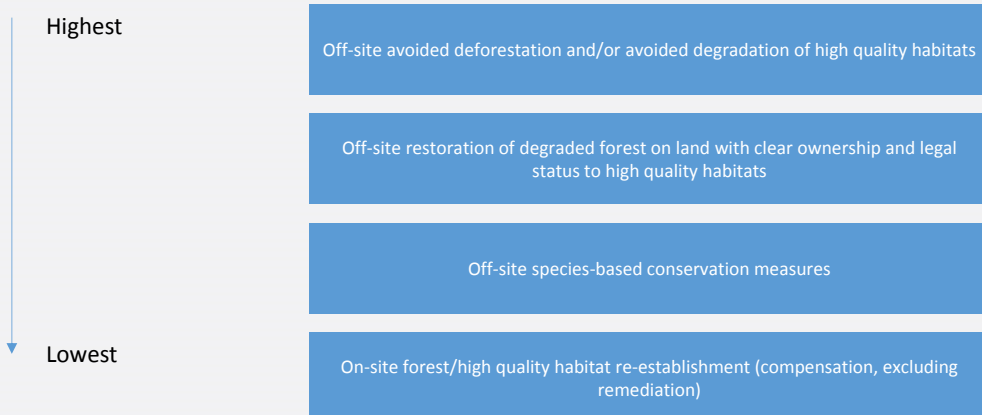 Highest
Off-site avoided deforestation and/or avoided degradation of high quality habitats
Off-site restoration of degraded forest on land with clear ownership and legal
status to high quality habitats
Off-site species-based conservation measures
Lowest
On-site forest/high quality habitat re-establishment (compensation, excluding
remediation)